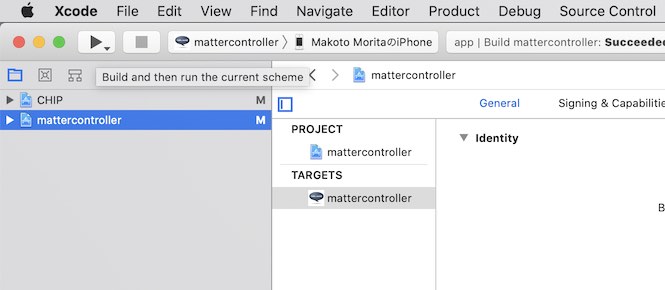 Xcode File Edit View Find Navigate Editor Product Debug Source Control
mattercontroller Makoto MoritaのiPhone app | Build mattercontroller: Succeeded
Build and then run the current scheme
mattercontroller
CHIP M
mattercontroller M
General Signing & Capabilitie
PROJECT
Identity
mattercontroller
TARGETS
mattercontroller
B